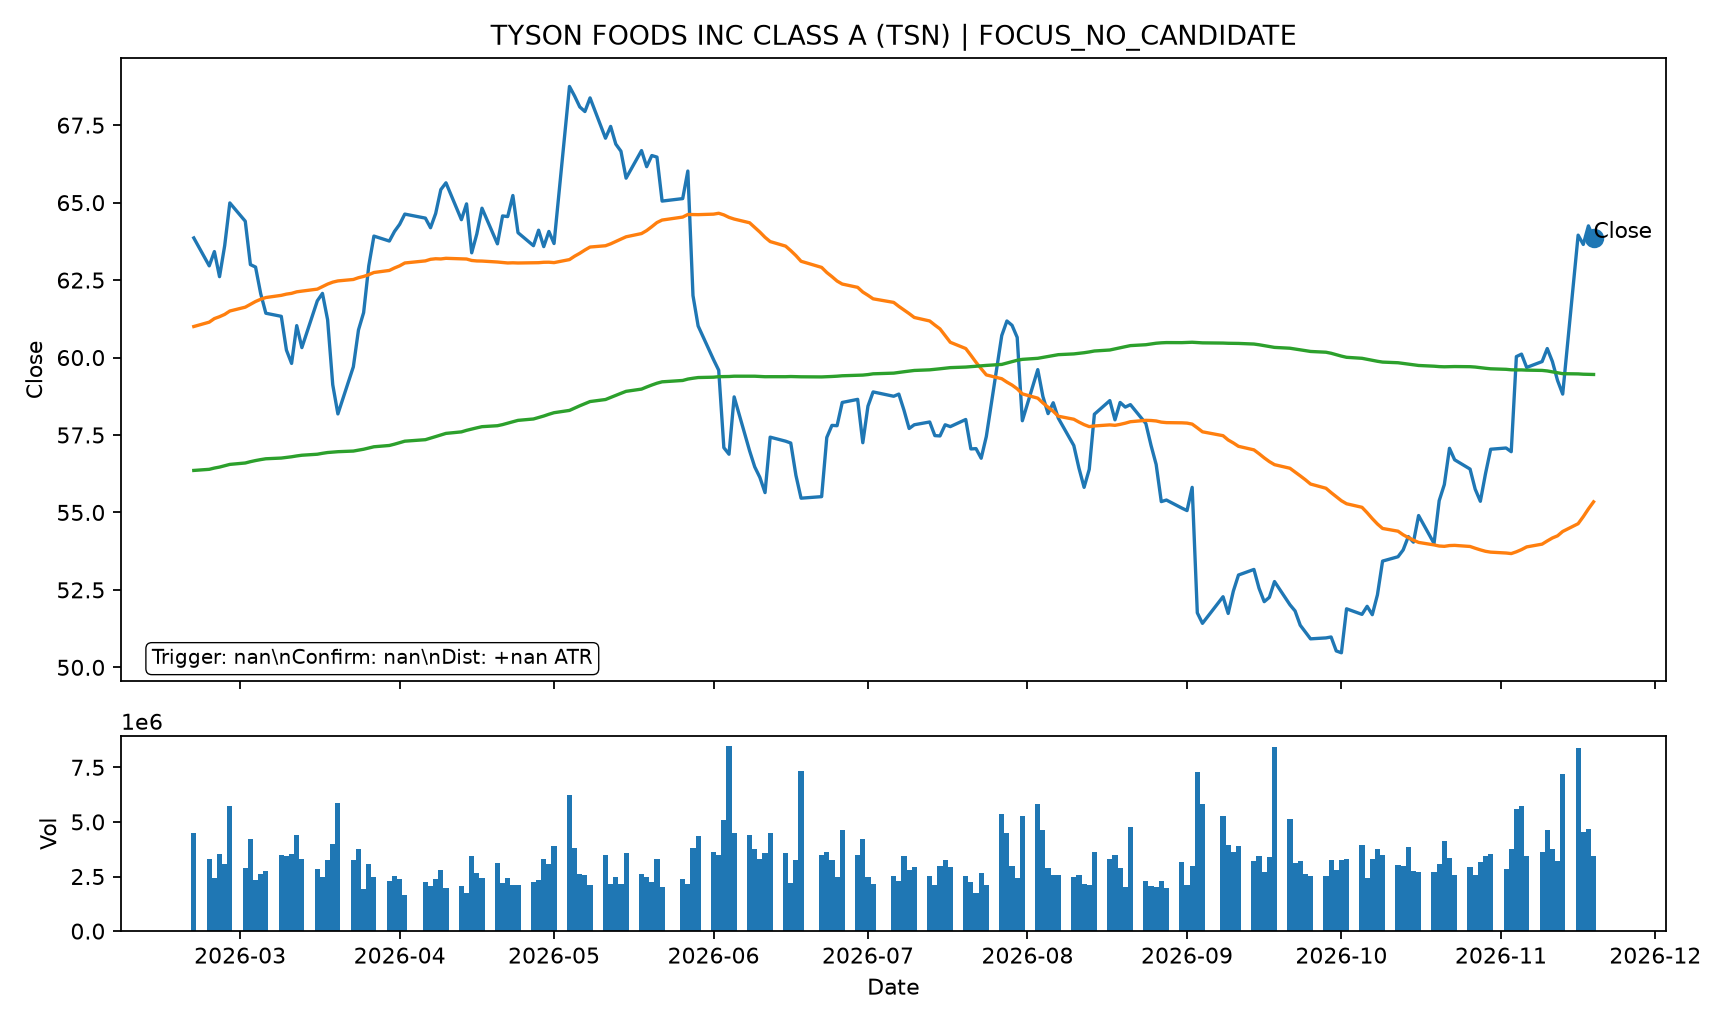 TYSON FOODS INC CLASS A (TSN) | FOCUS_NO_CANDIDATE
Close
67.5
65.0
62.5
60.0
57.5
55.0
52.5
50.0
Close
Trigger: nan\nConfirm: nan\nDist: +nan ATR
1e6
Vol
7.5
5.0
2.5
0.0
2026-03 2026-04 2026-05 2026-06 2026-07 2026-08 2026-09 2026-10 2026-11 2026-12
Date